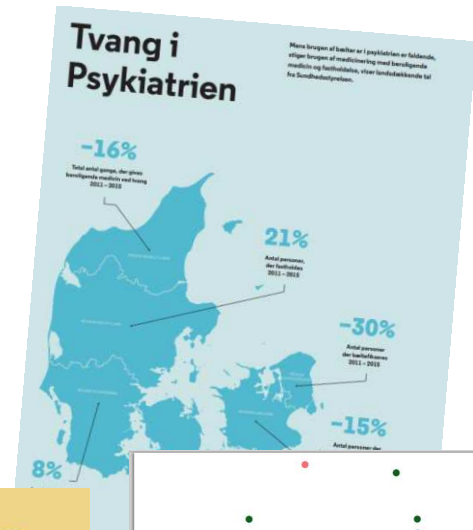 Tvang i
Psykiatrien
Mens brugen af bælter er i psykiatrien er faldende,
stiger brugen af medicinering med beroligende
medicin og fastholdelse, viser landsdækkende tal
fra Sundhedsstyrelsen.
-16%
Total antal gange, der gives
beroligende medicin ved tvang
2011 – 2015
21%
Antal personer,
der fastholdes
2011 – 2015
-30%
Antal personer
der bæltefikseres
2011 – 2015
-15%
Antal personer der
8%